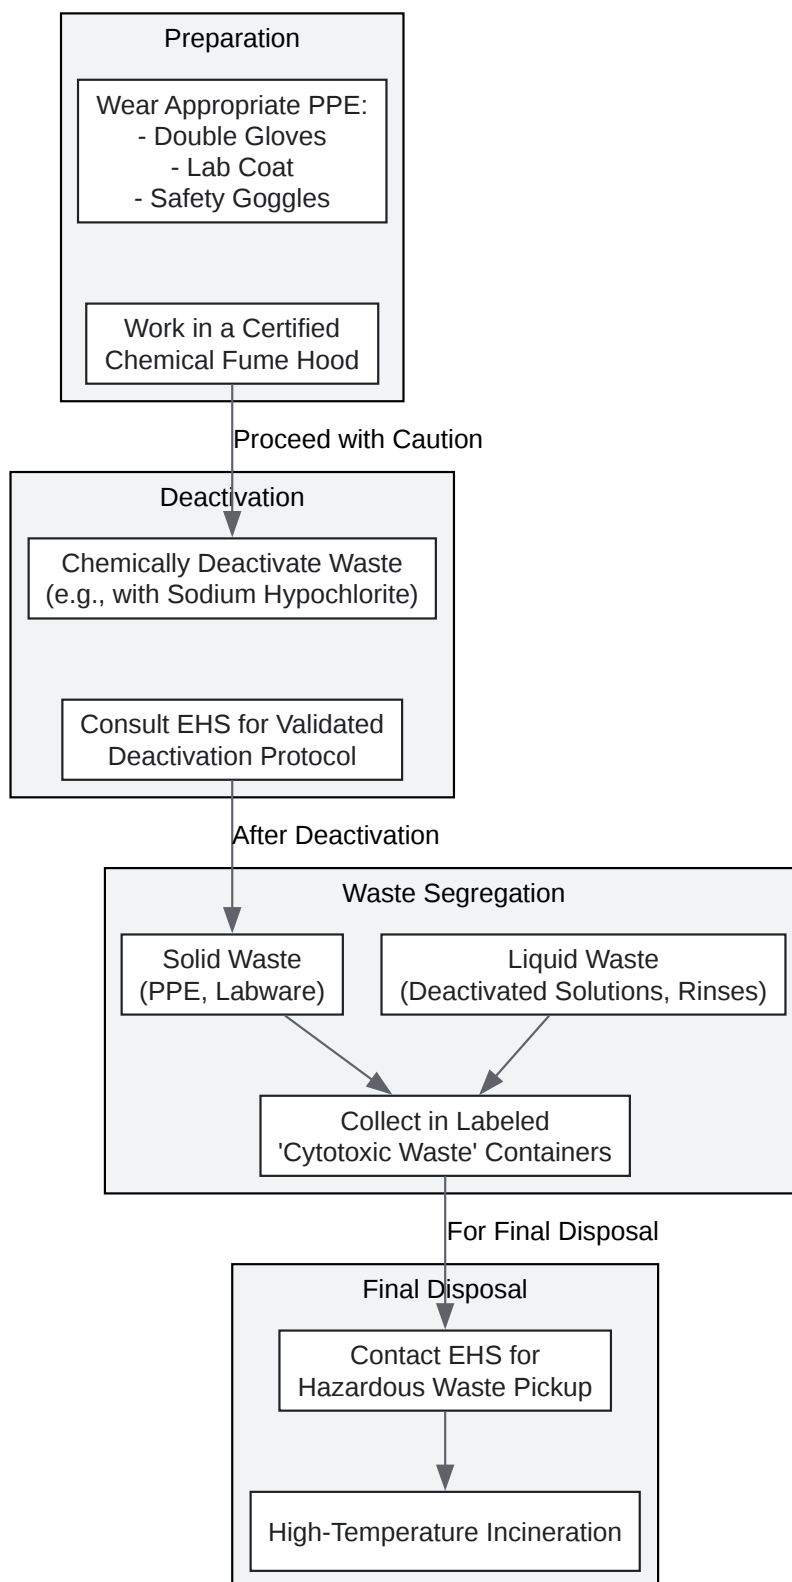 Preparation
Wear Appropriate PPE:
- Double Gloves
- Lab Coat
- Safety Goggles
Work in a Certified
Chemical Fume Hood
Proceed with Caution
Deactivation
Chemically Deactivate Waste
(e.g., with Sodium Hypochlorite)
Consult EHS for Validated
Deactivation Protocol
After Deactivation
Waste Segregation
Solid Waste
(PPE, Labware)
Liquid Waste
(Deactivated Solutions, Rinses)
Collect in Labeled
'Cytotoxic Waste' Containers
For Final Disposal
Final Disposal
Contact EHS for
Hazardous Waste Pickup
High-Temperature Incineration